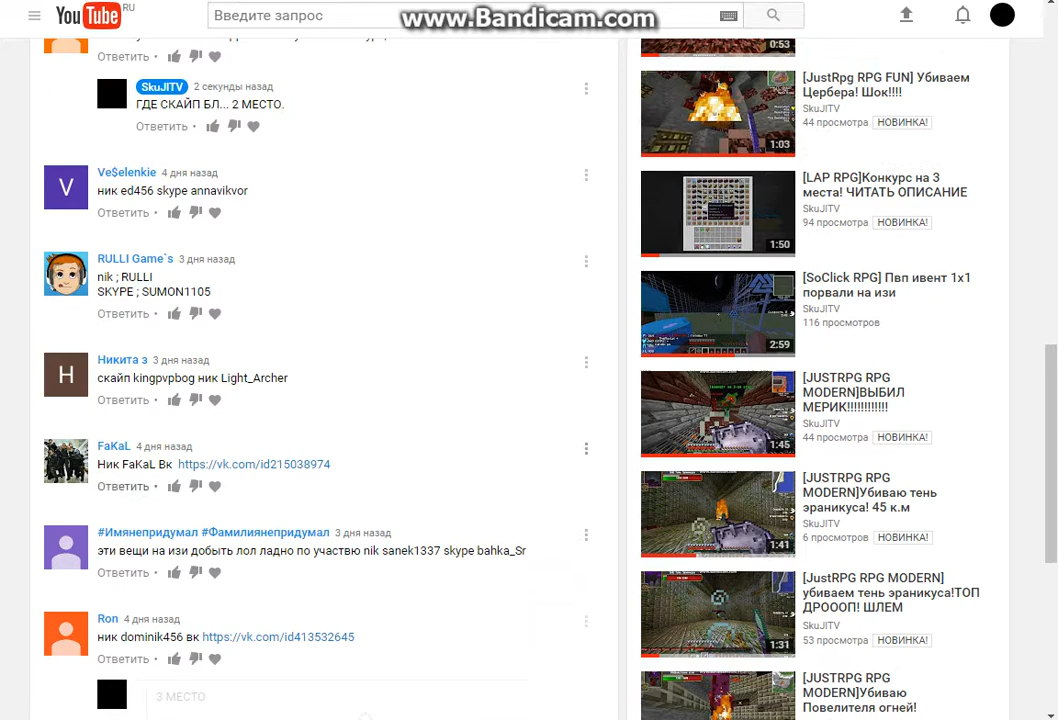 YouTube RU
Введите запрос
www.Bandicam.com
Ответить •
SkuJITV 2 секунды назад
ГДЕ СКАЙП БЛ... 2 МЕСТО.
Ответить •
V
Ve$elenkie 4 дня назад
ник ed456 skype annavikvor
Ответить •
RULLI Game`s 3 дня назад
nik ; RULLI
SKYPE ; SUMON1105
Ответить •
Н
Никита з 3 дня назад
скайп kingpvpbog ник Light_Archer
Ответить •
FaKaL 4 дня назад
Ник FaKaL Вк https://vk.com/id215038974
Ответить •
#Имянепридумал #Фамилиянепридумал 3 дня назад
эти вещи на изи добыть лол ладно по участвю nik sanek1337 skype bahka_Sr
Ответить •
Ron 4 дня назад
ник dominik456 вк https://vk.com/id413532645
Ответить •
3 МЕСТО
0:53
[JustRpg RPG FUN] Убиваем
Цербера! Шок!!!!
SkuJITV
44 просмотра НОВИНКА!
1:03
[LAP RPG]Конкурс на 3
места! ЧИТАТЬ ОПИСАНИЕ
SkuJITV
94 просмотра НОВИНКА!
1:50
[SoClick RPG] Пвп ивент 1х1
порвали на изи
SkuJITV
116 просмотров
2:59
[JUSTRPG RPG
MODERN]ВЫБИЛ
МЕРИК!!!!!!!!!!!!
SkuJITV
44 просмотра НОВИНКА!
1:45
[JUSTRPG RPG
MODERN]Убиваю тень
эраникуса! 45 к.м
SkuJITV
6 просмотров НОВИНКА!
1:41
[JustRPG RPG MODERN]
убиваем тень эраникуса!ТОП
ДРОООП! ШЛЕМ
SkuJITV
53 просмотра НОВИНКА!
1:31
[JUSTRPG RPG
MODERN]Убиваю
Повелителя огней!